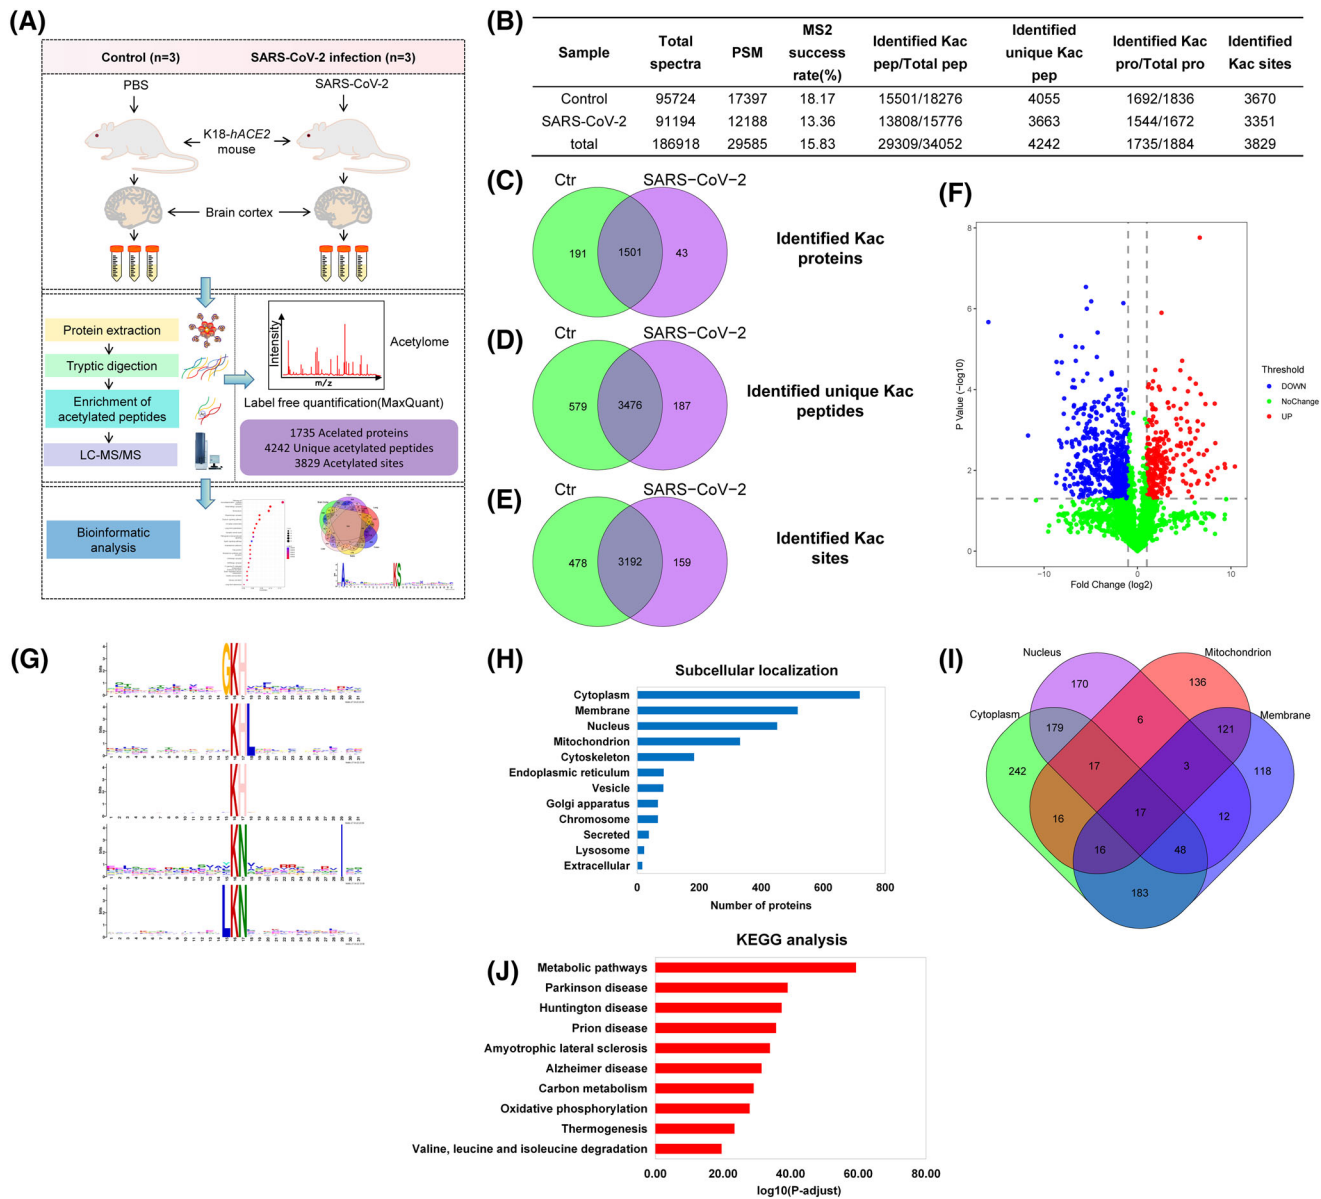 (A)
Control (n=3)
SARS-CoV-2 infection (n=3)
PBS
SARS-CoV-2
K18-hACE2
mouse
Brain cortex
Protein extraction
Tryptic digestion
Enrichment of
acetylated peptides
LC-MS/MS
Intensity
m/z
Acetylome
Label free quantification(MaxQuant)
1735 Acelated proteins
4242 Unique acetylated peptides
3829 Acetylated sites
Bioinformatic
analysis
(B)
Sample Total spectra PSM MS2 success rate(%) Identified Kac pep/Total pep Identified unique Kac pep Identified Kac pro/Total pro Identified Kac sites
Control 95724 17397 18.17 15501/18276 4055 1692/1836 3670
SARS-CoV-2 91194 12188 13.36 13808/15776 3663 1544/1672 3351
total 186918 29585 15.83 29309/34052 4242 1735/1884 3829
(C)
Ctr SARS-CoV-2
191 1501 43
Identified Kac
proteins
(D)
Ctr SARS-CoV-2
579 3476 187
Identified unique Kac
peptides
(E)
Ctr SARS-CoV-2
478 3192 159
Identified Kac
sites
(F)
P Value (-log10)
8
6
4
2
0
-10 0 10
Fold Change (log2)
Threshold
DOWN
NoChange
UP
(G)
(H)
Subcellular localization
Cytoplasm
Membrane
Nucleus
Mitochondrion
Cytoskeleton
Endoplasmic reticulum
Vesicle
Golgi apparatus
Chromosome
Secreted
Lysosome
Extracellular
0 200 400 600 800
Number of proteins
(I)
Nucleus
Mitochondrion
Cytoplasm
Membrane
170 136
179 6 121
242 17 3 118
16 17 12
16 48
183
(J)
KEGG analysis
Metabolic pathways
Parkinson disease
Huntington disease
Prion disease
Amyotrophic lateral sclerosis
Alzheimer disease
Carbon metabolism
Oxidative phosphorylation
Thermogenesis
Valine, leucine and isoleucine degradation
0.00 20.00 40.00 60.00 80.00
log10(P-adjust)